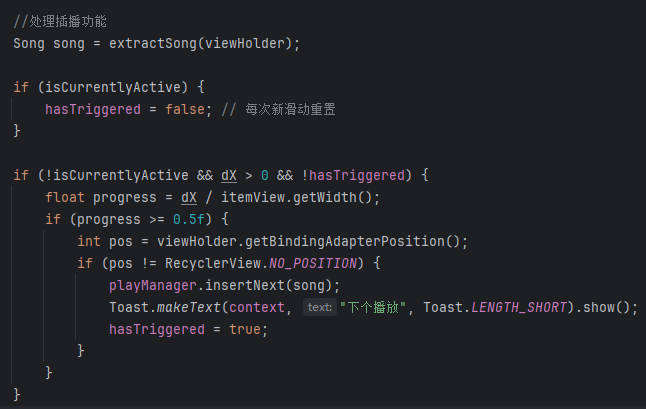 //处理插播功能
Song song = extractSong(viewHolder);
if (isCurrentlyActive) {
hasTriggered = false; // 每次新滑动重置
}
if (!isCurrentlyActive && dX > 0 && !hasTriggered) {
float progress = dX / itemView.getWidth();
if (progress >= 0.5f) {
int pos = viewHolder.getBindingAdapterPosition();
if (pos != RecyclerView.NO_POSITION) {
playManager.insertNext(song);
Toast.makeText(context, text: "下个播放", Toast.LENGTH_SHORT).show();
hasTriggered = true;
}
}
}